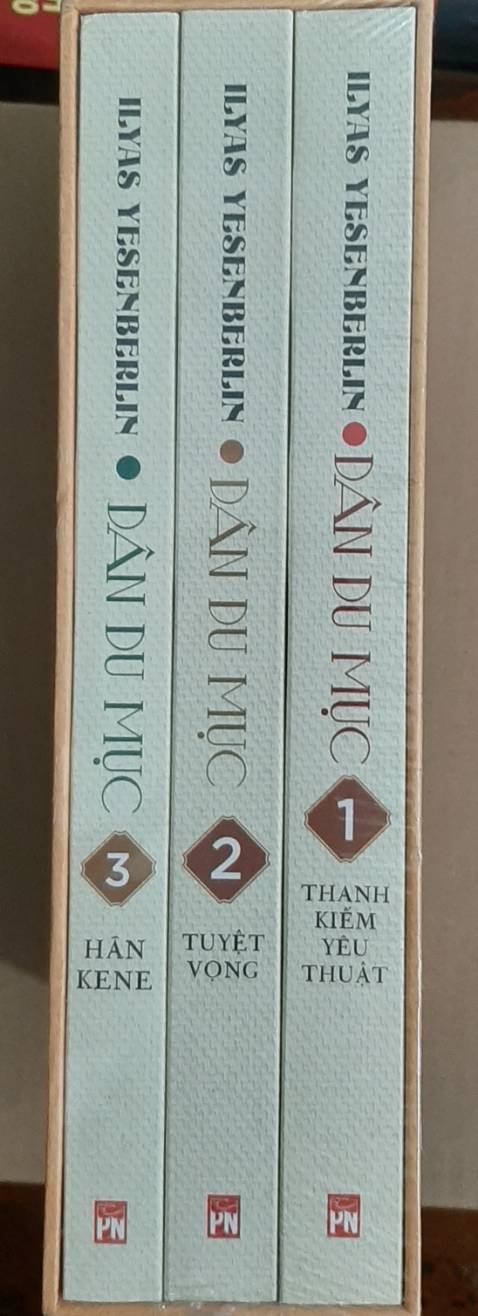 ILYAS YESENBERLIN • DÂN DU MỤC
3
HÃN
KENE
PN
ILYAS YESENBERLIN • DÂN DU MỤC
2
TUYỆT
VỌNG
PN
ILYAS YESENBERLIN • DÂN DU MỤC
1
THANH
KIẾM
YÊU
THUẬT
PN